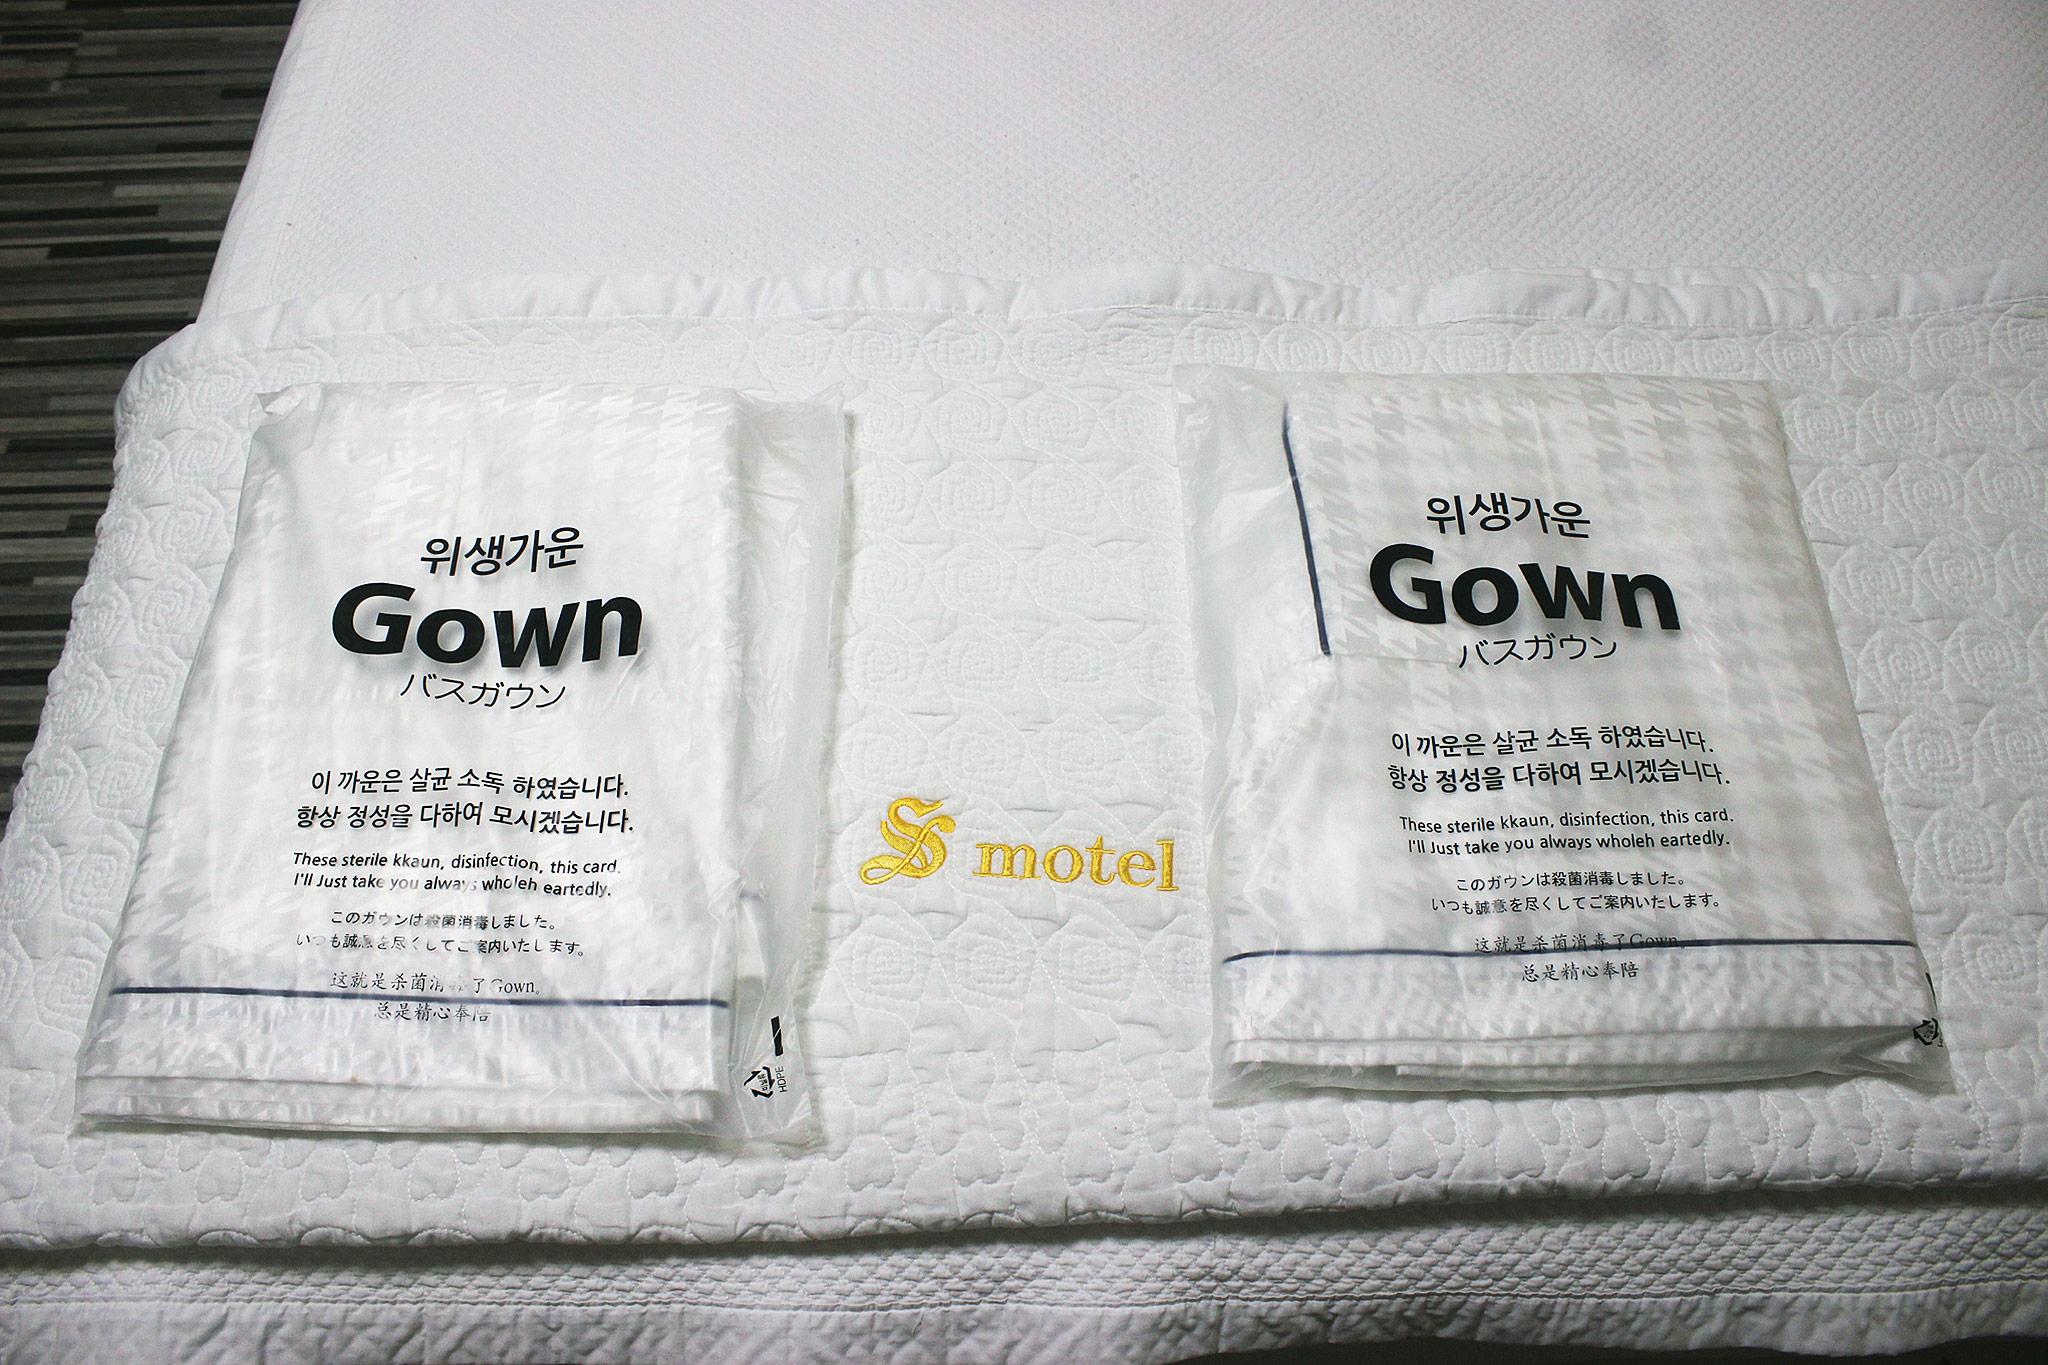 위생가운
Gown
バスガウン
이 까운은 살균 소독 하였습니다.
항상 정성을 다하여 모시겠습니다.
These sterile kkaun, disinfection, this card.
I'll Just take you always wholeh eartedly.
このガウンは殺菌消毒しました。
いつも誠意を尽くしてご案内いたします。
这就是杀菌消毒了Gown。
总是精心奉陪
HDPE
S motel
위생가운
Gown
バスガウン
이 까운은 살균 소독 하였습니다.
항상 정성을 다하여 모시겠습니다.
These sterile kkaun, disinfection, this card.
I'll Just take you always wholeh eartedly.
このガウンは殺菌消毒しました。
いつも誠意を尽くしてご案内いたします。
这就是杀菌消毒了Gown。
总是精心奉陪